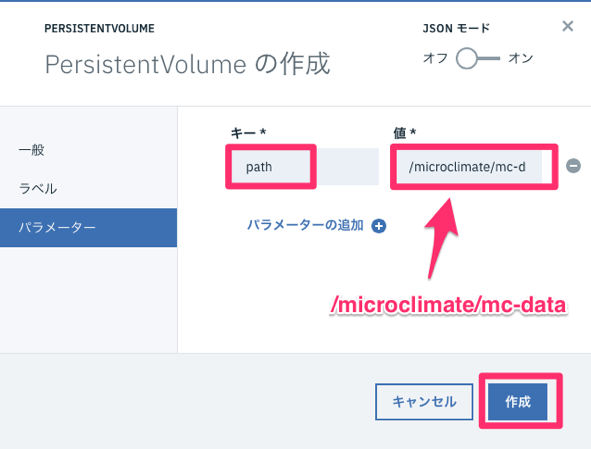 PERSISTENTVOLUME
PersistentVolume の作成
JSON モード
オフ オン
一般
ラベル
パラメーター
キー * 値 *
path /microclimate/mc-d
パラメーターの追加
/microclimate/mc-data
キャンセル 作成